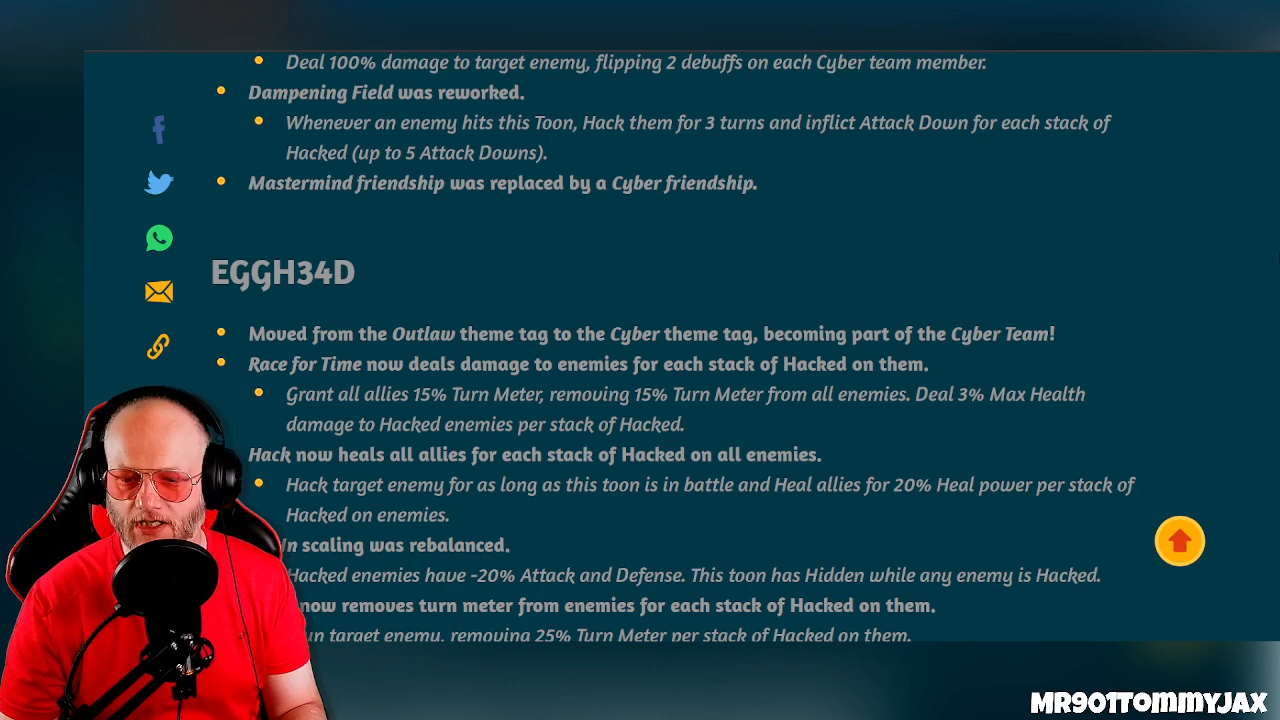 Deal 100% damage to target enemy, flipping 2 debuffs on each Cyber team member.
Dampening Field was reworked.
Whenever an enemy hits this Toon, Hack them for 3 turns and inflict Attack Down for each stack of
Hacked (up to 5 Attack Downs).
Mastermind friendship was replaced by a Cyber friendship.
EGGH34D
Moved from the Outlaw theme tag to the Cyber theme tag, becoming part of the Cyber Team!
Race for Time now deals damage to enemies for each stack of Hacked on them.
Grant all allies 15% Turn Meter, removing 15% Turn Meter from all enemies. Deal 3% Max Health
damage to Hacked enemies per stack of Hacked.
Hack now heals all allies for each stack of Hacked on all enemies.
Hack target enemy for as long as this toon is in battle and Heal allies for 20% Heal power per stack of
Hacked on enemies.
In scaling was rebalanced.
Hacked enemies have -20% Attack and Defense. This toon has Hidden while any enemy is Hacked.
now removes turn meter from enemies for each stack of Hacked on them.
target enemy, removing 25% Turn Meter per stack of Hacked on them.
MR901TOMMYJAX